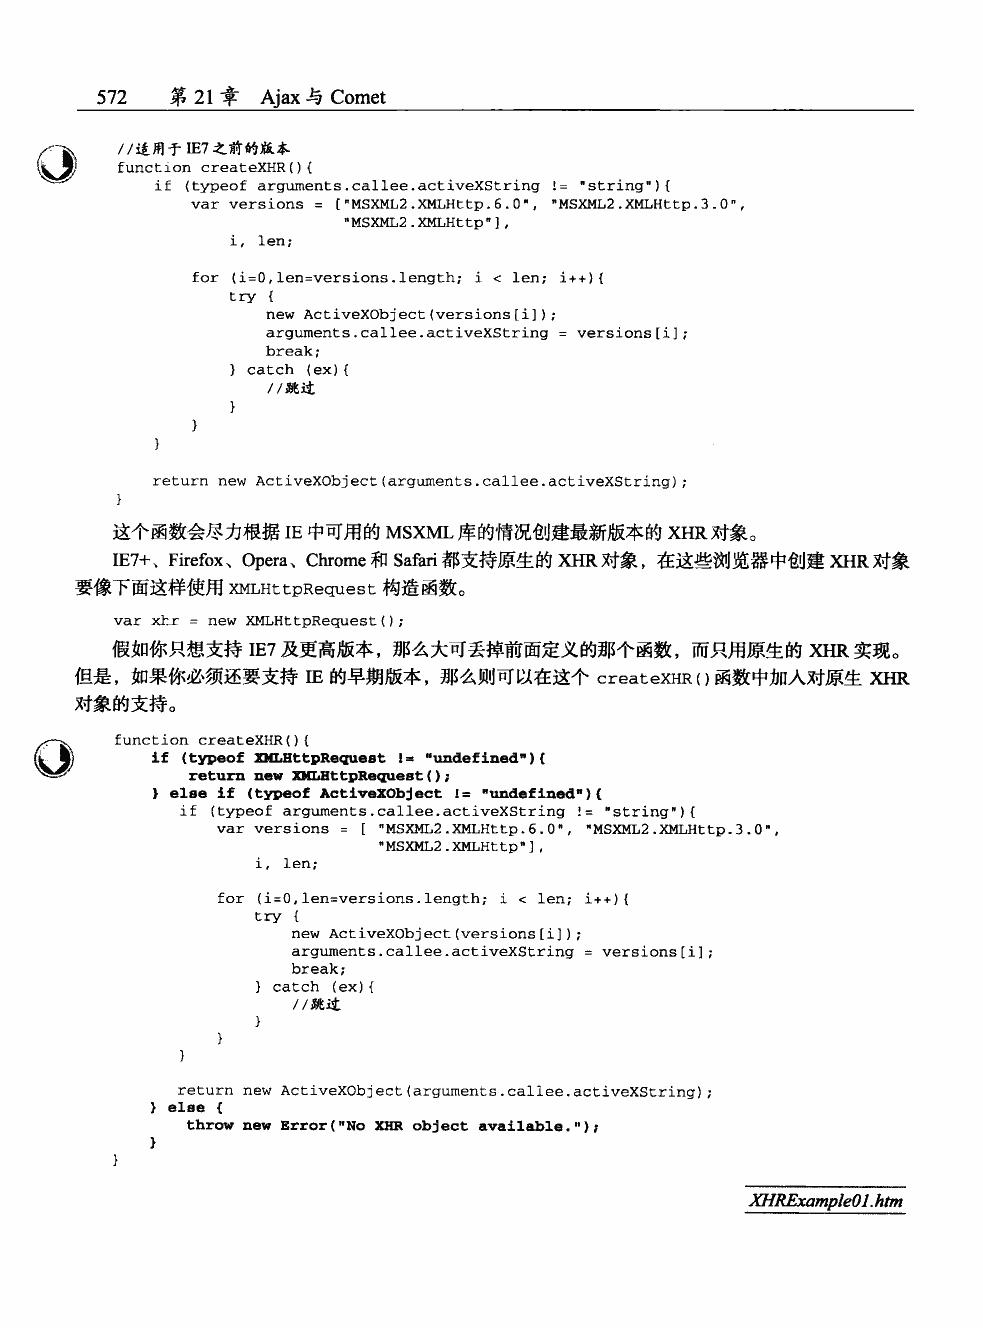 572 第 21 章 Ajax 与 Comet
//适用于 IE7 之前的版本
function createXHR(){
    if (typeof arguments.callee.activeXString != "string"){
        var versions = ["MSXML2.XMLHttp.6.0", "MSXML2.XMLHttp.3.0",
                        "MSXML2.XMLHttp"],
            i, len;
        for (i=0,len=versions.length; i < len; i++){
            try {
                new ActiveXObject(versions[i]);
                arguments.callee.activeXString = versions[i];
                break;
            } catch (ex){
                //跳过
            }
        }
    }
    return new ActiveXObject(arguments.callee.activeXString);
}
这个函数会尽力根据 IE 中可用的 MSXML 库的情况创建最新版本的 XHR 对象。
IE7+、Firefox、Opera、Chrome 和 Safari 都支持原生的 XHR 对象，在这些浏览器中创建 XHR 对象
要像下面这样使用 XMLHttpRequest 构造函数。
var xhr = new XMLHttpRequest();
假如你只想支持 IE7 及更高版本，那么大可丢掉前面定义的那个函数，而只用原生的 XHR 实现。
但是，如果你必须还要支持 IE 的早期版本，那么则可以在这个 createXHR()函数中加入对原生 XHR
对象的支持。
function createXHR(){
    if (typeof XMLHttpRequest != "undefined"){
        return new XMLHttpRequest();
    } else if (typeof ActiveXObject != "undefined"){
        if (typeof arguments.callee.activeXString != "string"){
            var versions = [ "MSXML2.XMLHttp.6.0", "MSXML2.XMLHttp.3.0",
                            "MSXML2.XMLHttp"],
                i, len;
            for (i=0,len=versions.length; i < len; i++){
                try {
                    new ActiveXObject(versions[i]);
                    arguments.callee.activeXString = versions[i];
                    break;
                } catch (ex){
                    //跳过
                }
            }
        }
        return new ActiveXObject(arguments.callee.activeXString);
    } else {
        throw new Error("No XHR object available.");
    }
}
XHRExample01.htm